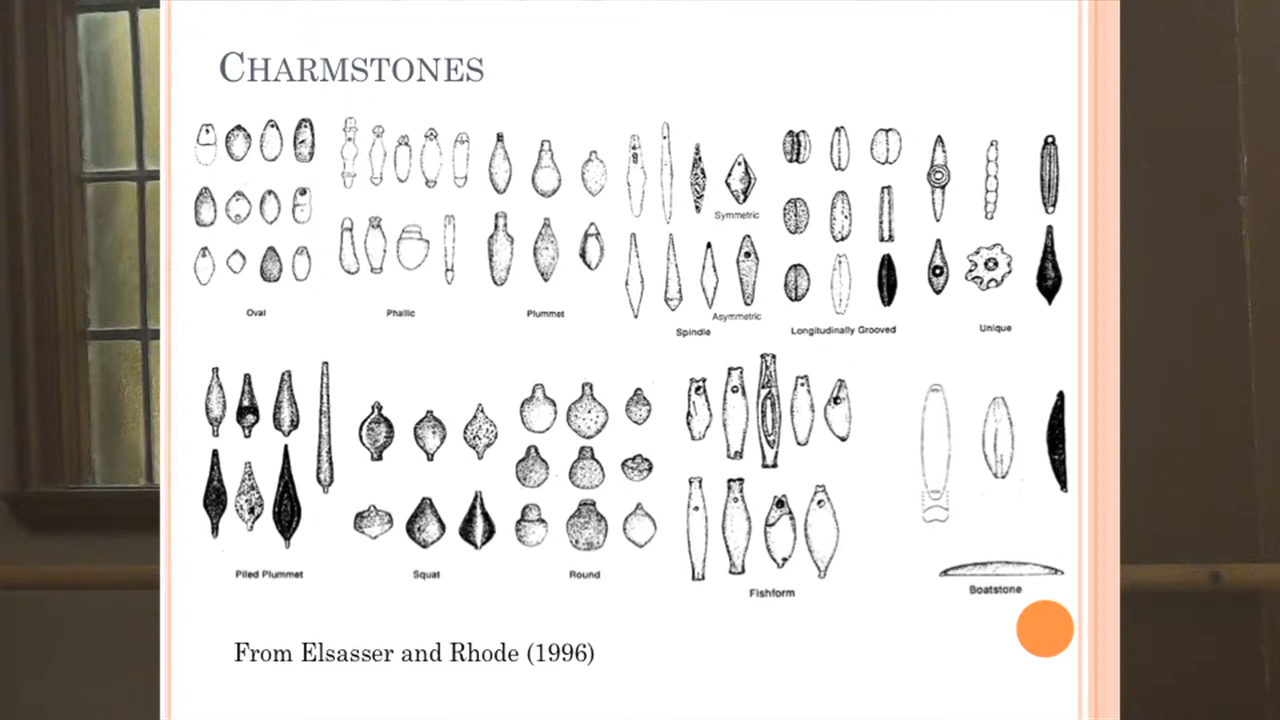 CHARMSTONES
Symmetric
Oval
Phallic
Plummet
Asymmetric
Spindle
Longitudinally Grooved
Unique
Piled Plummet
Squat
Round
Fishform
Boatstone
From Elsasser and Rhode (1996)